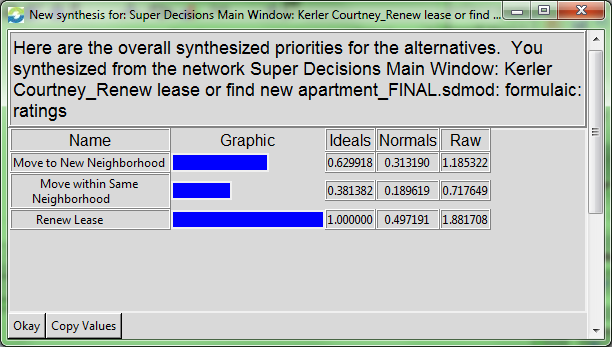 New synthesis for: Super Decisions Main Window: Kerler Courtney_Renew lease or find ...
Here are the overall synthesized priorities for the alternatives. You
synthesized from the network Super Decisions Main Window: Kerler
Courtney_Renew lease or find new apartment_FINAL.sdmod: formulaic:
ratings
Name Graphic Ideals Normals Raw
Move to New Neighborhood 0.629918 0.313190 1.185322
Move within Same
Neighborhood 0.381382 0.189619 0.717649
Renew Lease 1.000000 0.497191 1.881708
Okay Copy Values